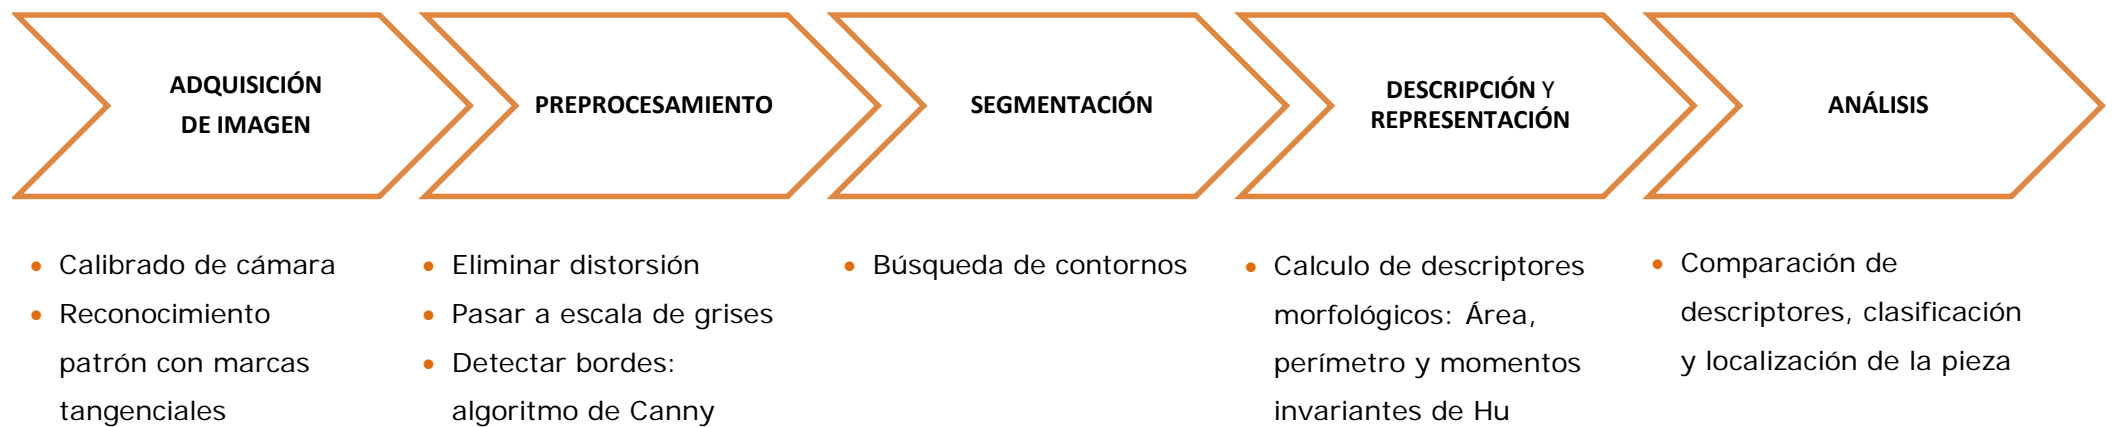 ADQUISICIÓN
DE IMAGEN
PREPROCESAMIENTO
SEGMENTACIÓN
DESCRIPCIÓN Y
REPRESENTACIÓN
ANÁLISIS
• Calibrado de cámara
• Reconocimiento
patrón con marcas
tangenciales
• Eliminar distorsión
• Pasar a escala de grises
• Detectar bordes:
algoritmo de Canny
• Búsqueda de contornos
• Calculo de descriptores
morfológicos: Área,
perímetro y momentos
invariantes de Hu
• Comparación de
descriptores, clasificación
y localización de la pieza